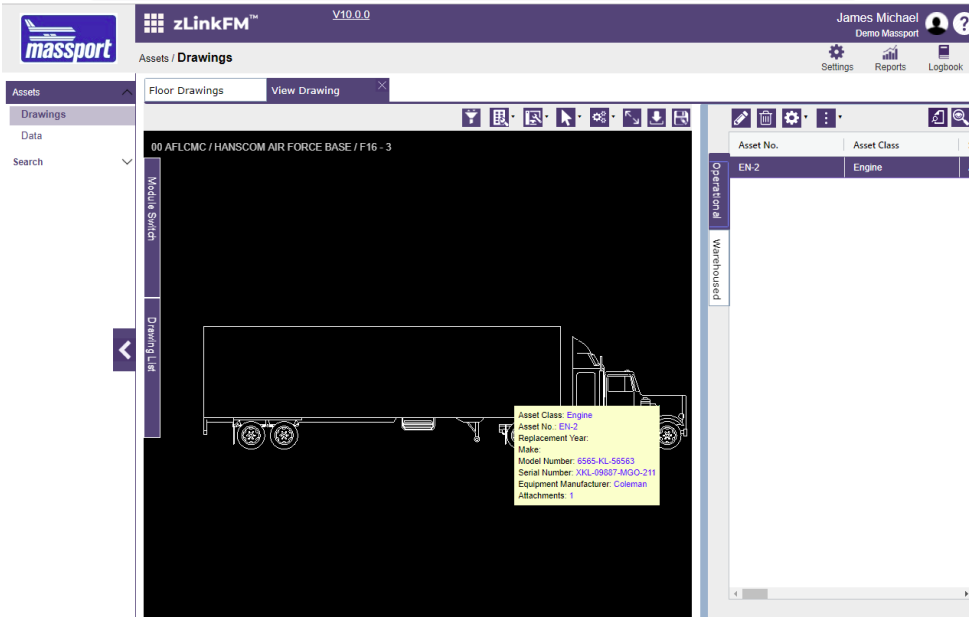 massport
zLinkFM™
V10.0.0
James Michael
Demo Massport
?
Assets / Drawings
Settings
Reports
Logbook
Assets
Drawings
Data
Search
Floor Drawings
View Drawing
00 AFLCMC / HANSCOM AIR FORCE BASE / F16 - 3
Module Switch
Drawing List
Asset Class: Engine
Asset No.: EN-2
Replacement Year:
Make:
Model Number: 6565-KL-56563
Serial Number: XKL-09887-MGO-211
Equipment Manufacturer: Coleman
Attachments: 1
Operational
Warehoused
Asset No.
Asset Class
EN-2
Engine